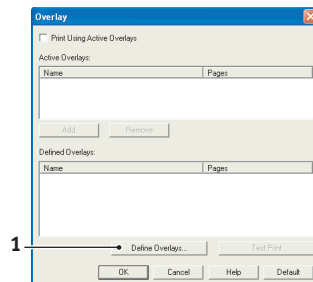 Overlay
Print Using Active Overlays
Active Overlays:
Name Pages
Add Remove
Defined Overlays:
Name Pages
1
Define Overlays... Test Print
OK Cancel Help Default